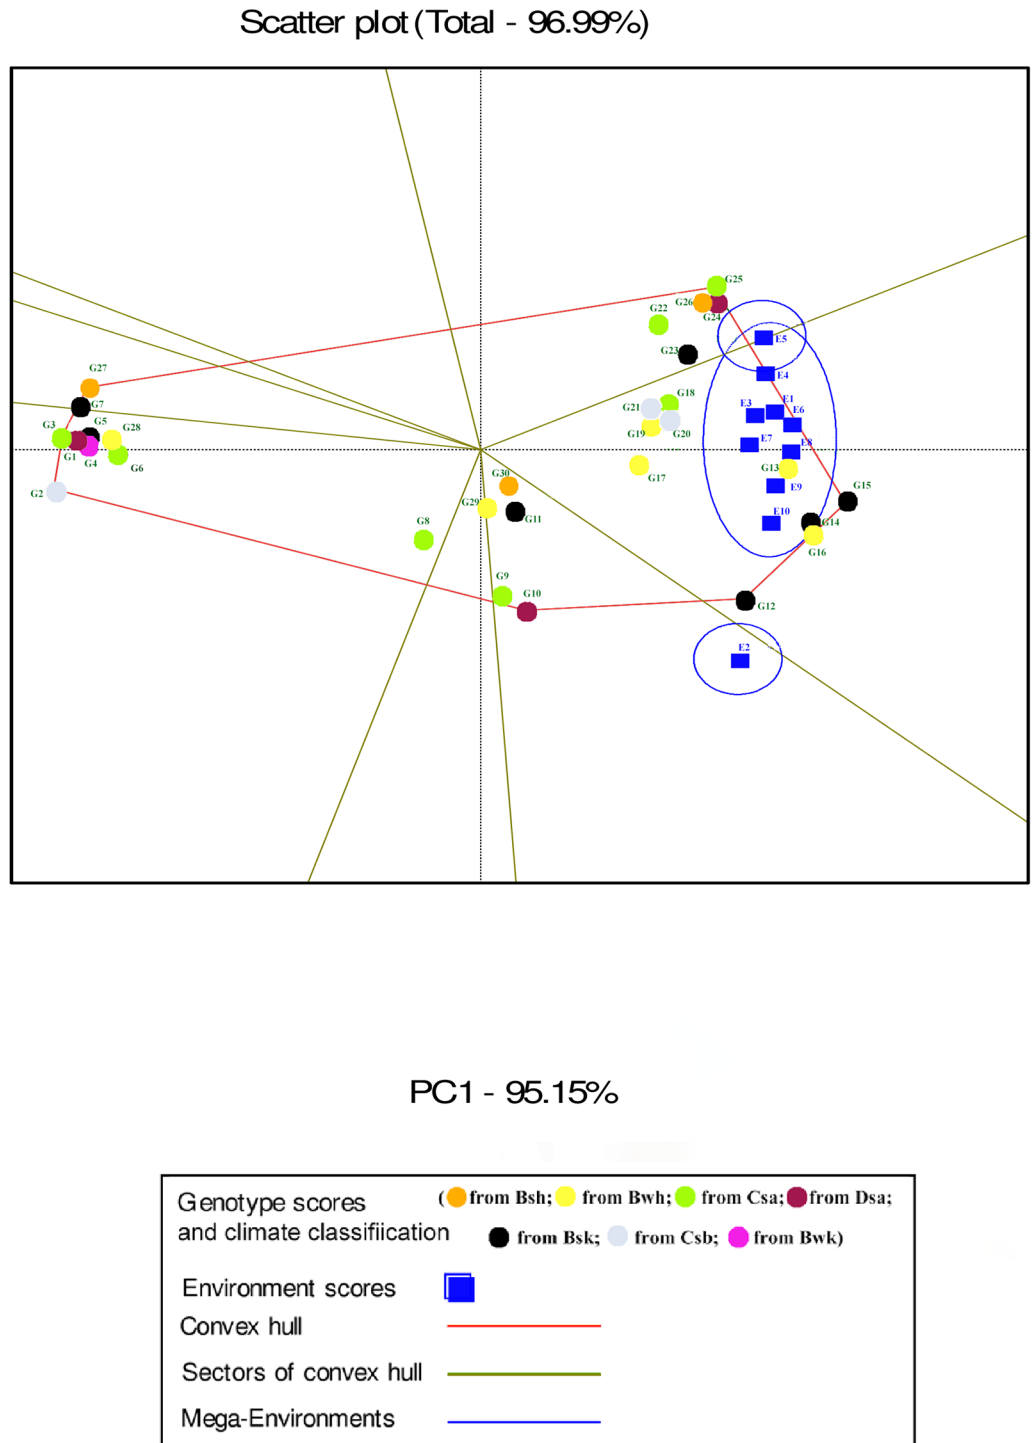 Scatter plot (Total - 96.99%)
G25
G26
G24
G22
E5
G23
E4
G27
G7
G18
G21
E1
E3
E6
G3
G5
G28
G19
G20
E7
E8
G1
G4
G6
G13
G17
G30
G2
E9
G15
G29
G11
G8
E10
G14
G16
G9
G10
G12
E2
PC1 - 95.15%
Genotype scores
and climate classifiication
( from Bsh; from Bwh; from Csa; from Dsa;
from Bsk; from Csb; from Bwk)
Environment scores
Convex hull
Sectors of convex hull
Mega-Environments